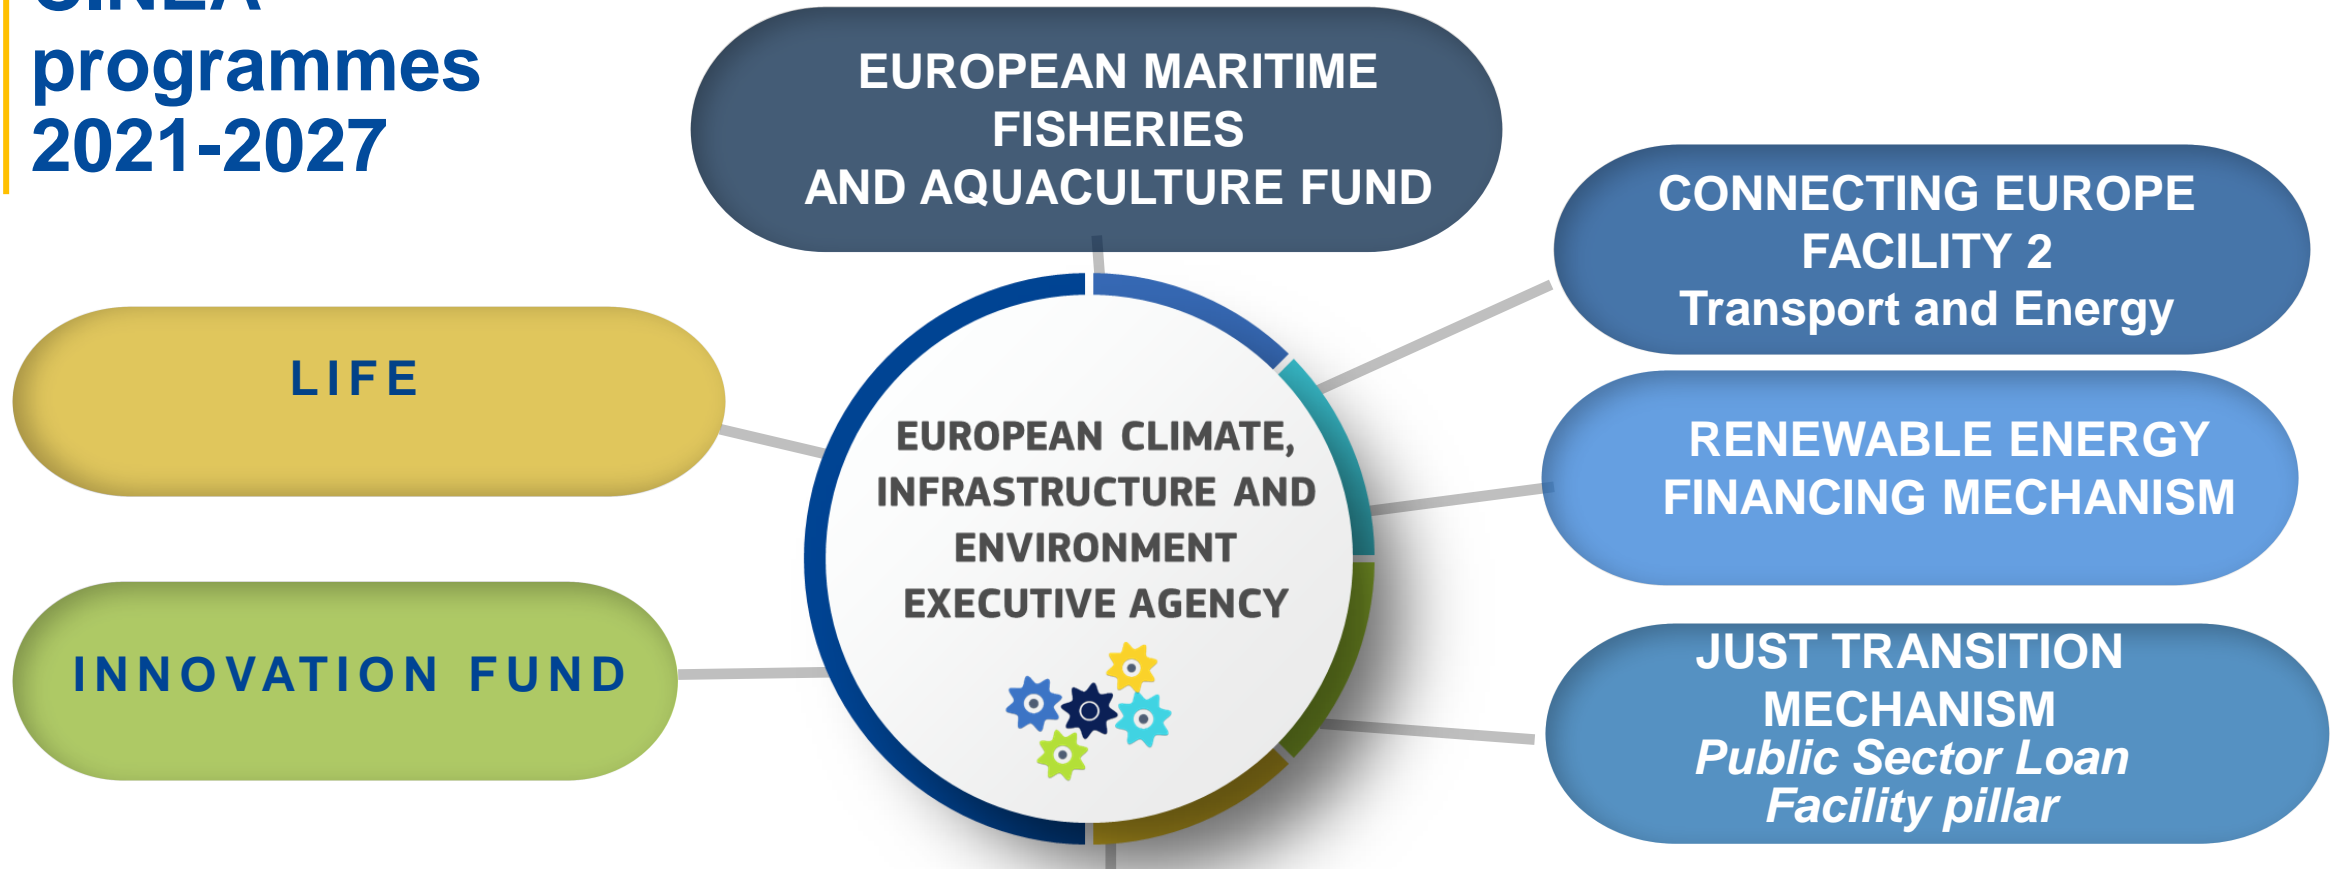 CINEA
programmes
2021-2027
EUROPEAN MARITIME
FISHERIES
AND AQUACULTURE FUND
CONNECTING EUROPE
FACILITY 2
Transport and Energy
LIFE
RENEWABLE ENERGY
FINANCING MECHANISM
EUROPEAN CLIMATE,
INFRASTRUCTURE AND
ENVIRONMENT
EXECUTIVE AGENCY
INNOVATION FUND
JUST TRANSITION
MECHANISM
Public Sector Loan
Facility pillar